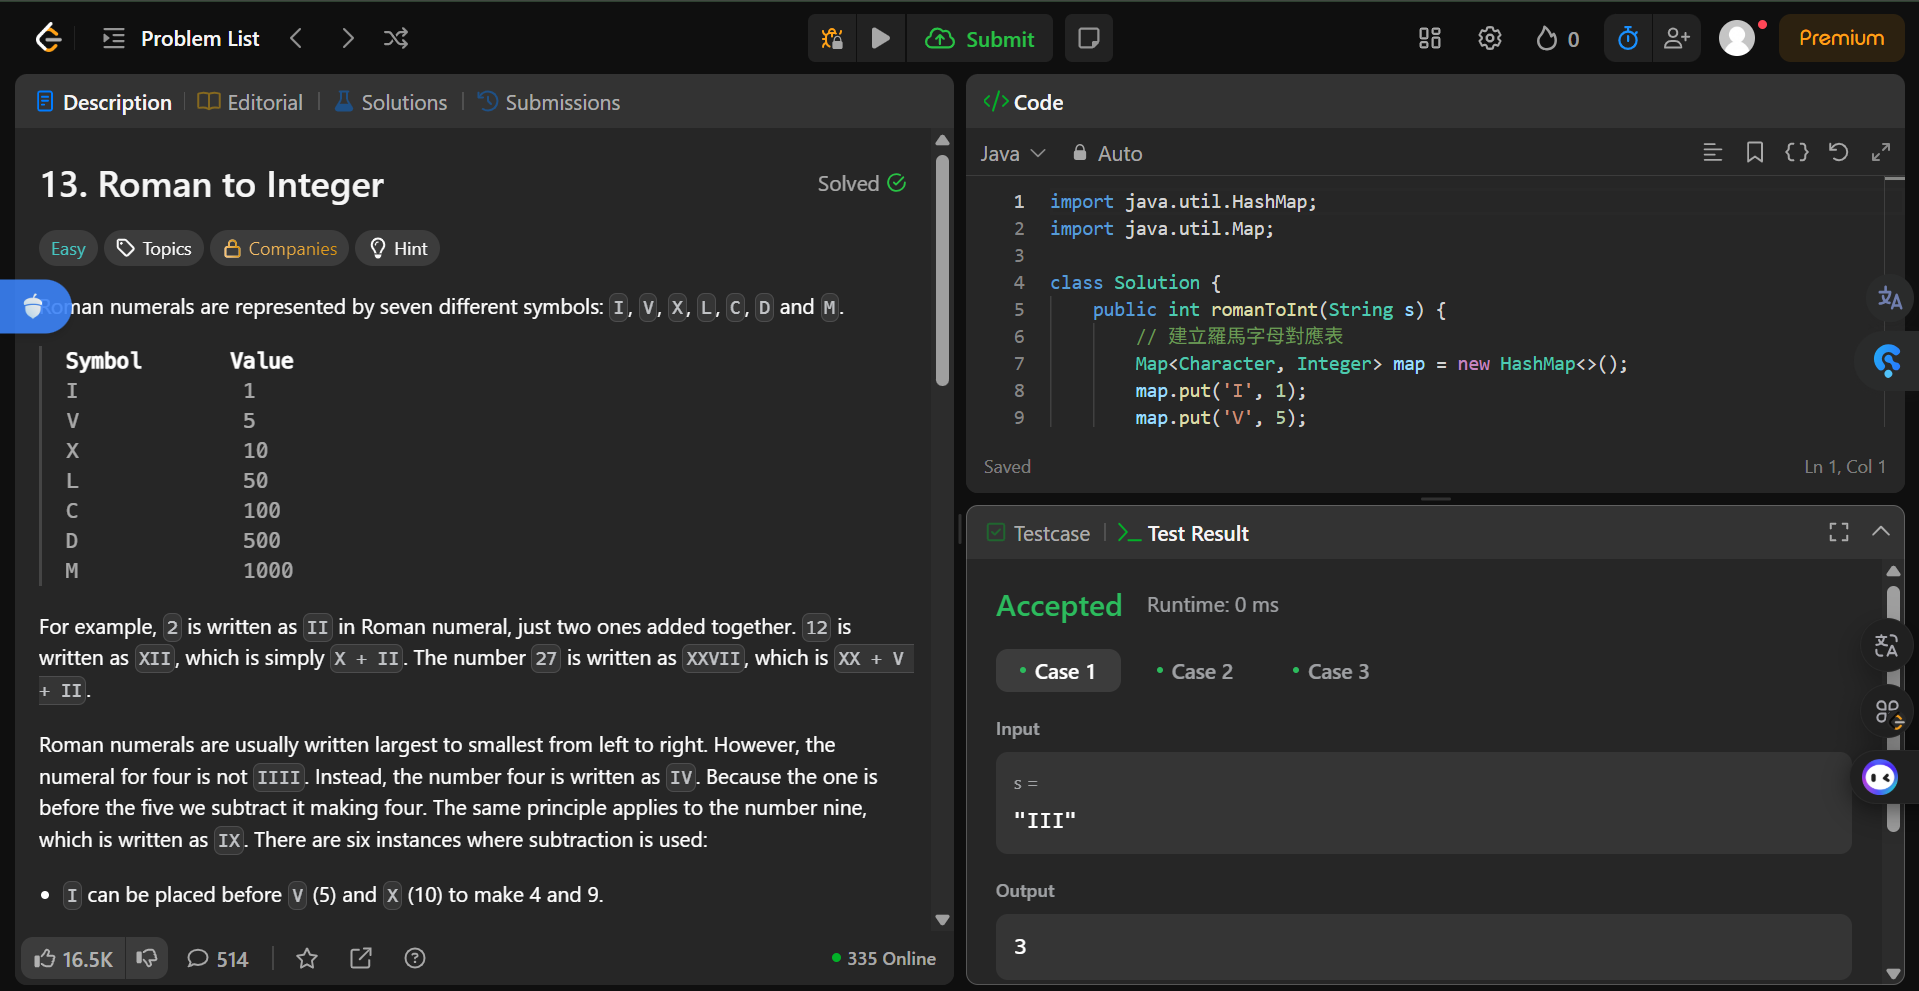 Problem List
Submit
0
Premium
Description
Editorial
Solutions
Submissions
13. Roman to Integer
Solved
Easy
Topics
Companies
Hint
Roman numerals are represented by seven different symbols: I, V, X, L, C, D and M.
Symbol Value
I 1
V 5
X 10
L 50
C 100
D 500
M 1000
For example, 2 is written as II in Roman numeral, just two ones added together. 12 is
written as XII, which is simply X + II. The number 27 is written as XXVII, which is XX + V
+ II.
Roman numerals are usually written largest to smallest from left to right. However, the
numeral for four is not IIII. Instead, the number four is written as IV. Because the one is
before the five we subtract it making four. The same principle applies to the number nine,
which is written as IX. There are six instances where subtraction is used:
• I can be placed before V (5) and X (10) to make 4 and 9.
16.5K
514
335 Online
</> Code
Java
Auto
1 import java.util.HashMap;
2 import java.util.Map;
3
4 class Solution {
5 public int romanToInt(String s) {
6 // 建立羅馬字母對應表
7 Map<Character, Integer> map = new HashMap<>();
8 map.put('I', 1);
9 map.put('V', 5);
Saved
Ln 1, Col 1
Testcase
Test Result
Accepted
Runtime: 0 ms
Case 1
Case 2
Case 3
Input
s =
"III"
Output
3